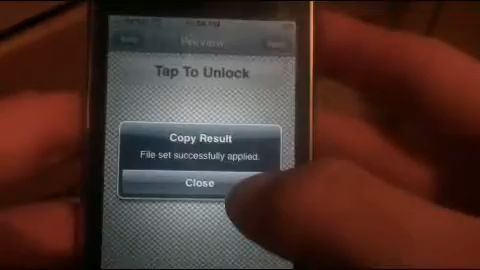 Preview
Tap To Unlock
Copy Result
File set successfully applied.
Close